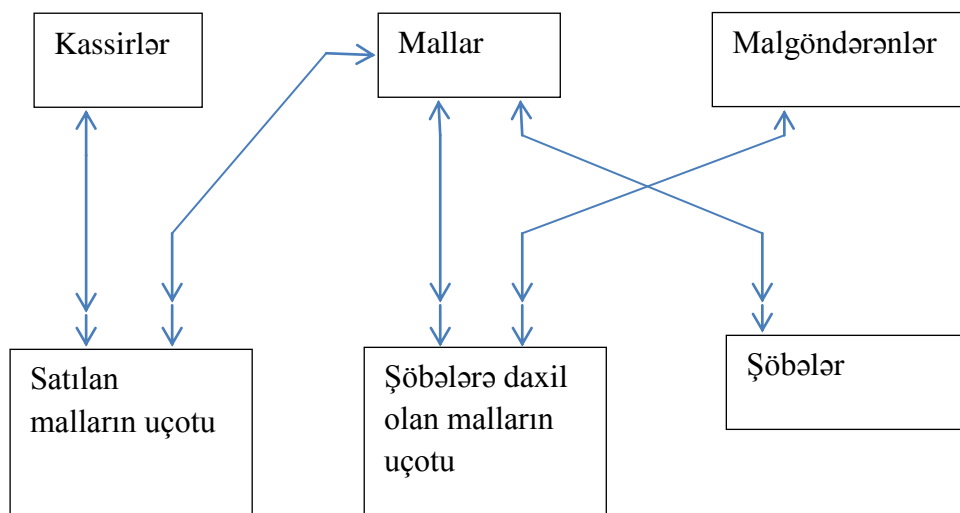 Kassirlər
Mallar
Malgöndərənlər
Satılan
malların uçotu
Şöbələrə daxil
olan malların
uçotu
Şöbələr